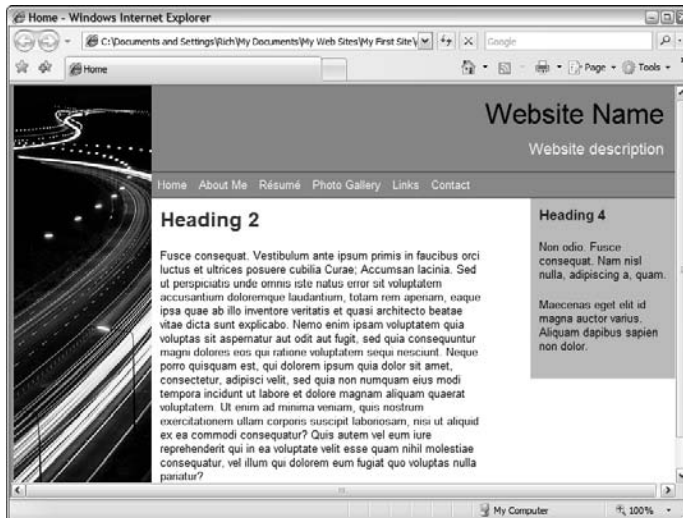 Home - Windows Internet Explorer
C:\Documents and Settings\Rich\My Documents\My Web Sites\My First Site\
Google
Home
Page
Tools
Website Name
Website description
Home About Me Résumé Photo Gallery Links Contact
Heading 2
Fusce consequat. Vestibulum ante ipsum primis in faucibus orci
luctus et ultrices posuere cubilia Curae; Accumsan lacinia. Sed
ut perspiciatis unde omnis iste natus error sit voluptatem
accusantium doloremque laudantium, totam rem aperiam, eaque
ipsa quae ab illo inventore veritatis et quasi architecto beatae
vitae dicta sunt explicabo. Nemo enim ipsam voluptatem quia
voluptas sit aspernatur aut odit aut fugit, sed quia consequuntur
magni dolores eos qui ratione voluptatem sequi nesciunt. Neque
porro quisquam est, qui dolorem ipsum quia dolor sit amet,
consectetur, adipisci velit, sed quia non numquam eius modi
tempora incidunt ut labore et dolore magnam aliquam quaerat
voluptatem. Ut enim ad minima veniam, quis nostrum
exercitationem ullam corporis suscipit laboriosam, nisi ut aliquid
ex ea commodi consequatur? Quis autem vel eum iure
reprehenderit qui in ea voluptate velit esse quam nihil molestiae
consequatur, vel illum qui dolorem eum fugiat quo voluptas nulla
pariatur?
Heading 4
Non odio. Fusce
consequat. Nam nisl
nulla, adipiscing a, quam.
Maecenas eget elit id
magna auctor varius.
Aliquam dapibus sapien
non dolor.
My Computer
100%